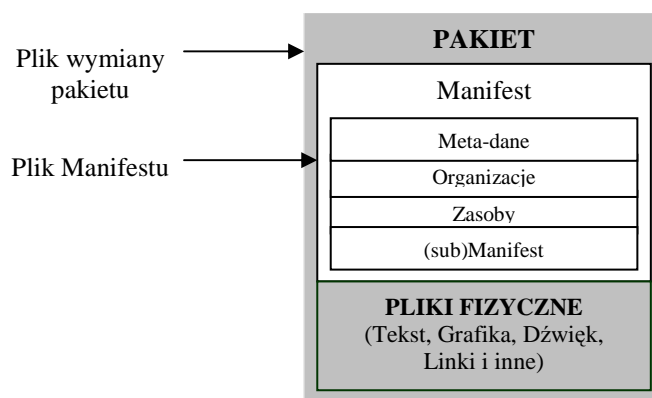 Plik wymiany
pakietu
Plik Manifestu
PAKIET
Manifest
Meta-dane
Organizacje
Zasoby
(sub)Manifest
PLIKI FIZYCZNE
(Tekst, Grafika, Dźwięk,
Linki i inne)